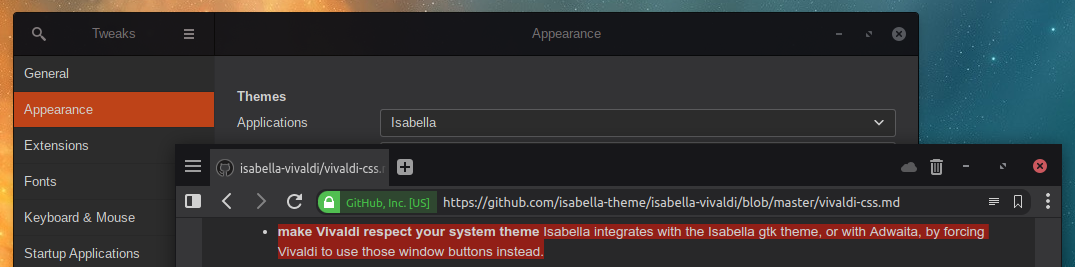 Tweaks
Appearance
General
Appearance
Extensions
Fonts
Keyboard & Mouse
Startup Applications
Themes
Applications
Isabella
isabella-vivaldi/vivaldi-css.
GitHub, Inc. [US]
https://github.com/isabella-theme/isabella-vivaldi/blob/master/vivaldi-css.md
• make Vivaldi respect your system theme Isabella integrates with the Isabella gtk theme, or with Adwaita, by forcing
Vivaldi to use those window buttons instead.